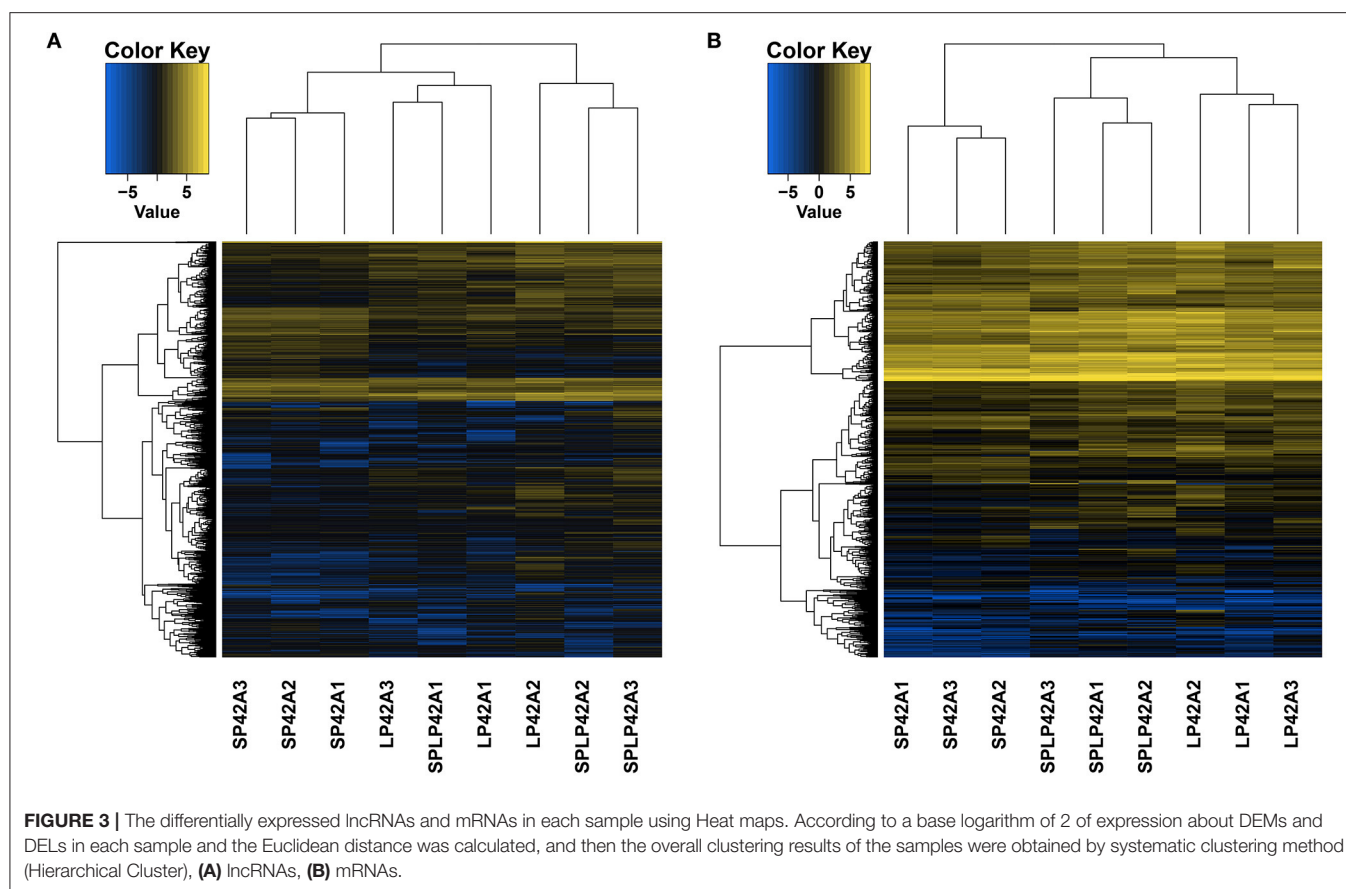 A
Color Key
−5 5
Value
SP42A3
SP42A2
SP42A1
LP42A3
SPLP42A1
LP42A1
LP42A2
SPLP42A2
SPLP42A3
B
Color Key
−5 0 5
Value
SP42A1
SP42A3
SP42A2
SPLP42A3
SPLP42A1
SPLP42A2
LP42A2
LP42A1
LP42A3
FIGURE 3 | The differentially expressed lncRNAs and mRNAs in each sample using Heat maps. According to a base logarithm of 2 of expression about DEMs and
DELs in each sample and the Euclidean distance was calculated, and then the overall clustering results of the samples were obtained by systematic clustering method
(Hierarchical Cluster), (A) lncRNAs, (B) mRNAs.